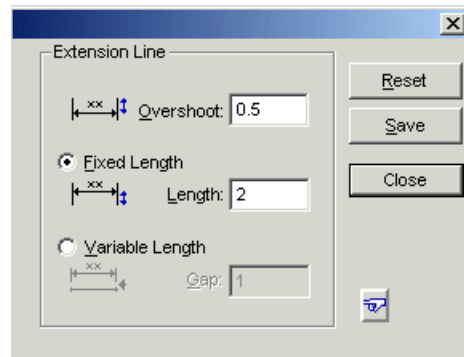 Extension Line
xx
Overshoot: 0.5
Fixed Length
xx
Length: 2
Variable Length
xx
Gap: 1
Reset
Save
Close